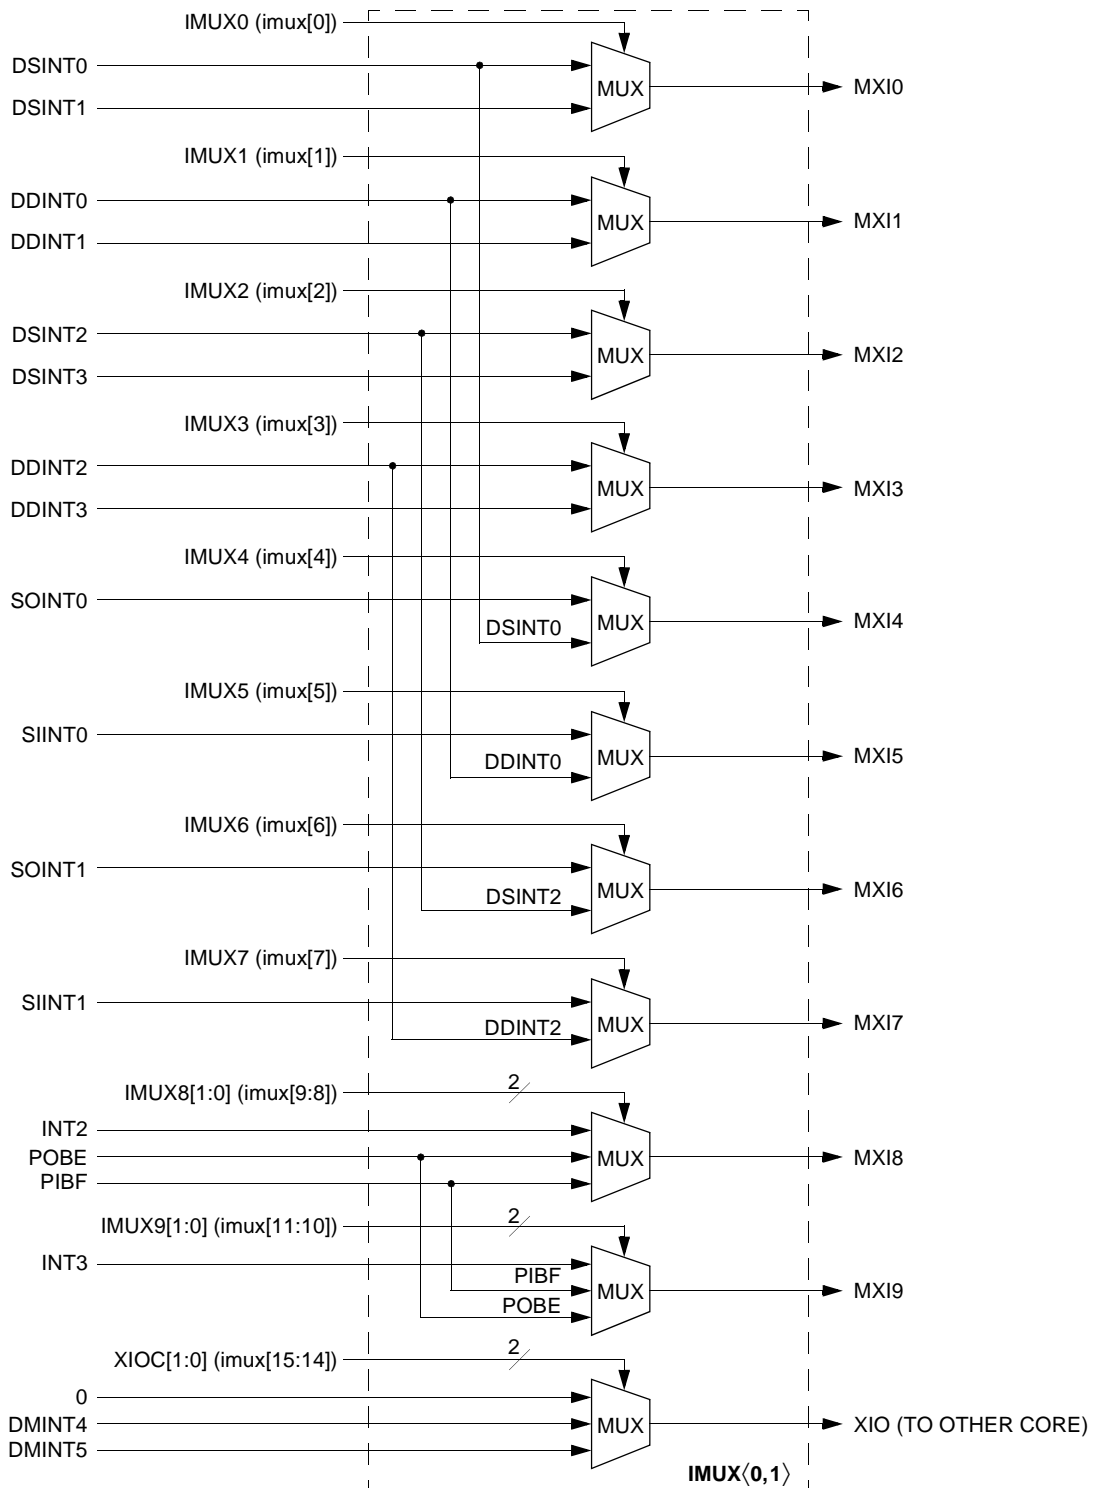 IMUX0 (imux[0])
DSINT0
DSINT1
MUX
MXI0
IMUX1 (imux[1])
DDINT0
DDINT1
MUX
MXI1
IMUX2 (imux[2])
DSINT2
DSINT3
MUX
MXI2
IMUX3 (imux[3])
DDINT2
DDINT3
MUX
MXI3
IMUX4 (imux[4])
SOINT0
DSINT0
MUX
MXI4
IMUX5 (imux[5])
SIINT0
DDINT0
MUX
MXI5
IMUX6 (imux[6])
SOINT1
DSINT2
MUX
MXI6
IMUX7 (imux[7])
SIINT1
DDINT2
MUX
MXI7
IMUX8[1:0] (imux[9:8])
2
INT2
POBE
PIBF
MUX
MXI8
IMUX9[1:0] (imux[11:10])
2
INT3
PIBF
POBE
MUX
MXI9
XIOC[1:0] (imux[15:14])
2
0
DMINT4
DMINT5
MUX
XIO (TO OTHER CORE)
IMUX⟨0,1⟩